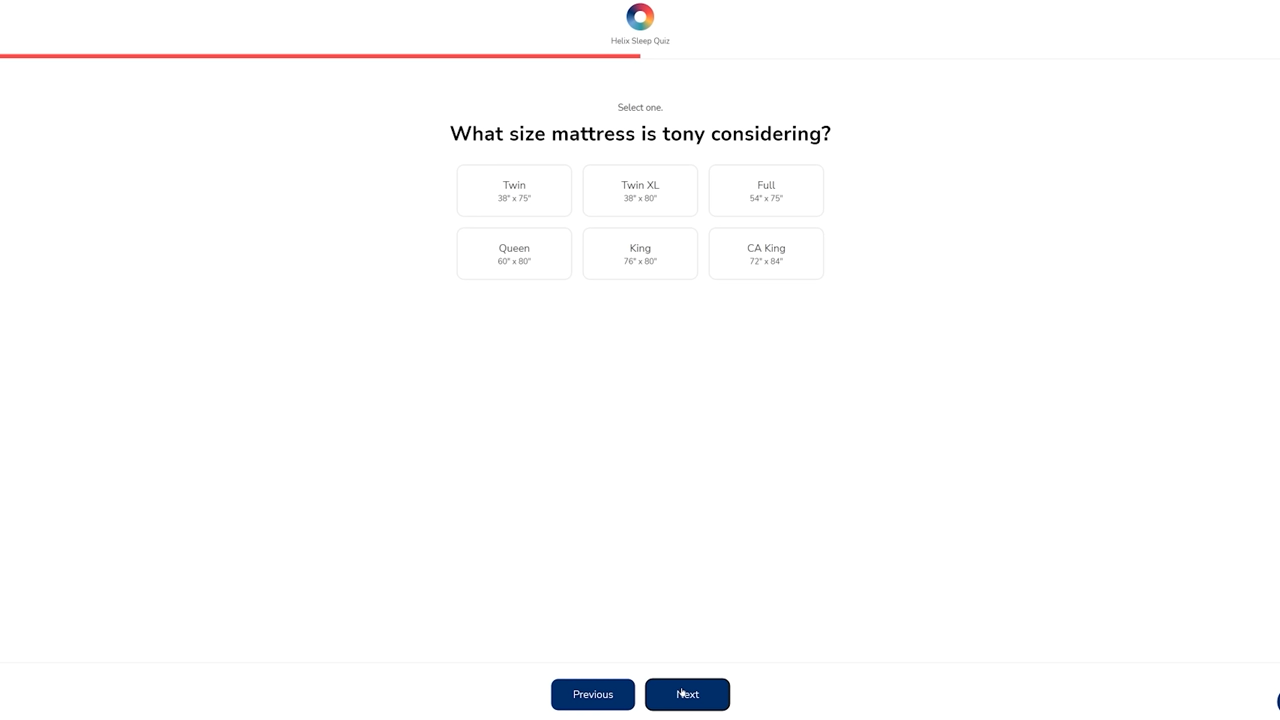 Helix Sleep Quiz
Select one.
What size mattress is tony considering?
Twin
38" x 75"
Twin XL
38" x 80"
Full
54" x 75"
Queen
60" x 80"
King
76" x 80"
CA King
72" x 84"
Previous
Next